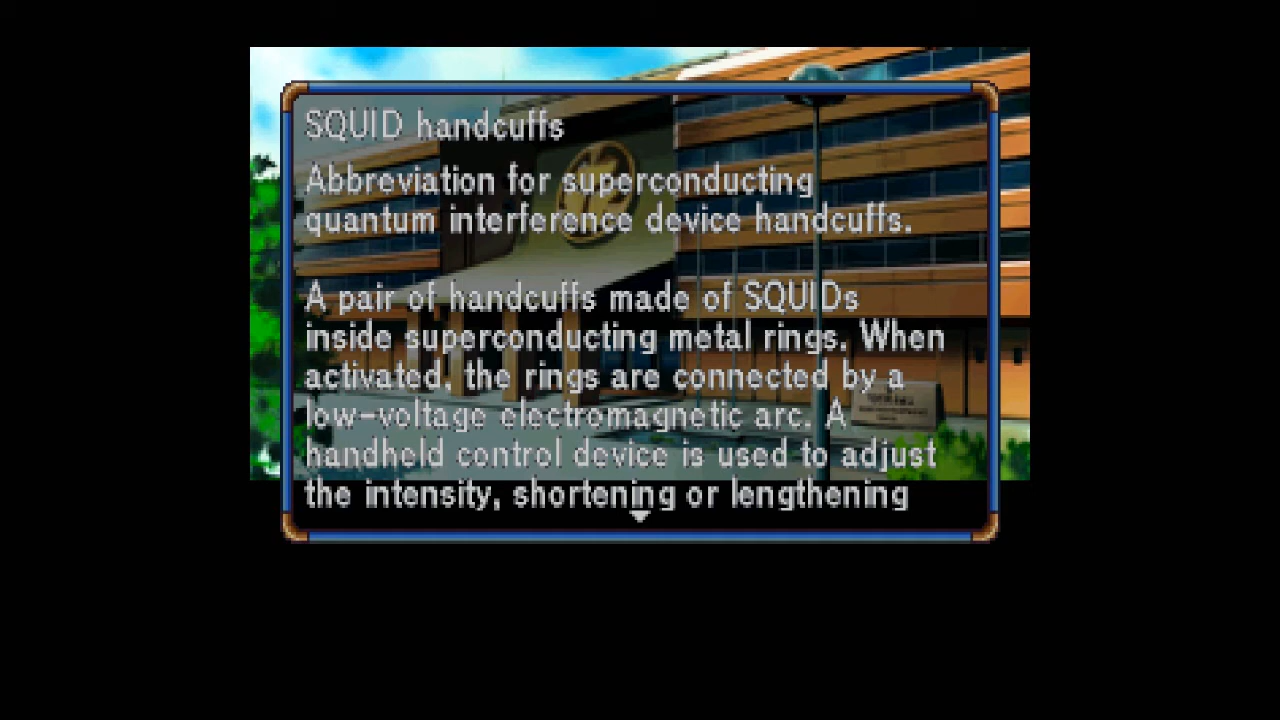 SQUID handcuffs
Abbreviation for superconducting
quantum interference device handcuffs.
A pair of handcuffs made of SQUIDs
inside superconducting metal rings. When
activated, the rings are connected by a
low-voltage electromagnetic arc. A
handheld control device is used to adjust
the intensity, shortening or lengthening